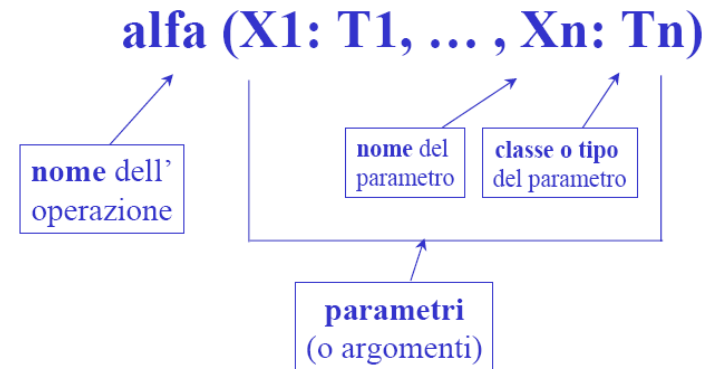 alfa (X1: T1, … , Xn: Tn)
nome dell’
operazione
nome del
parametro
classe o tipo
del parametro
parametri
(o argomenti)